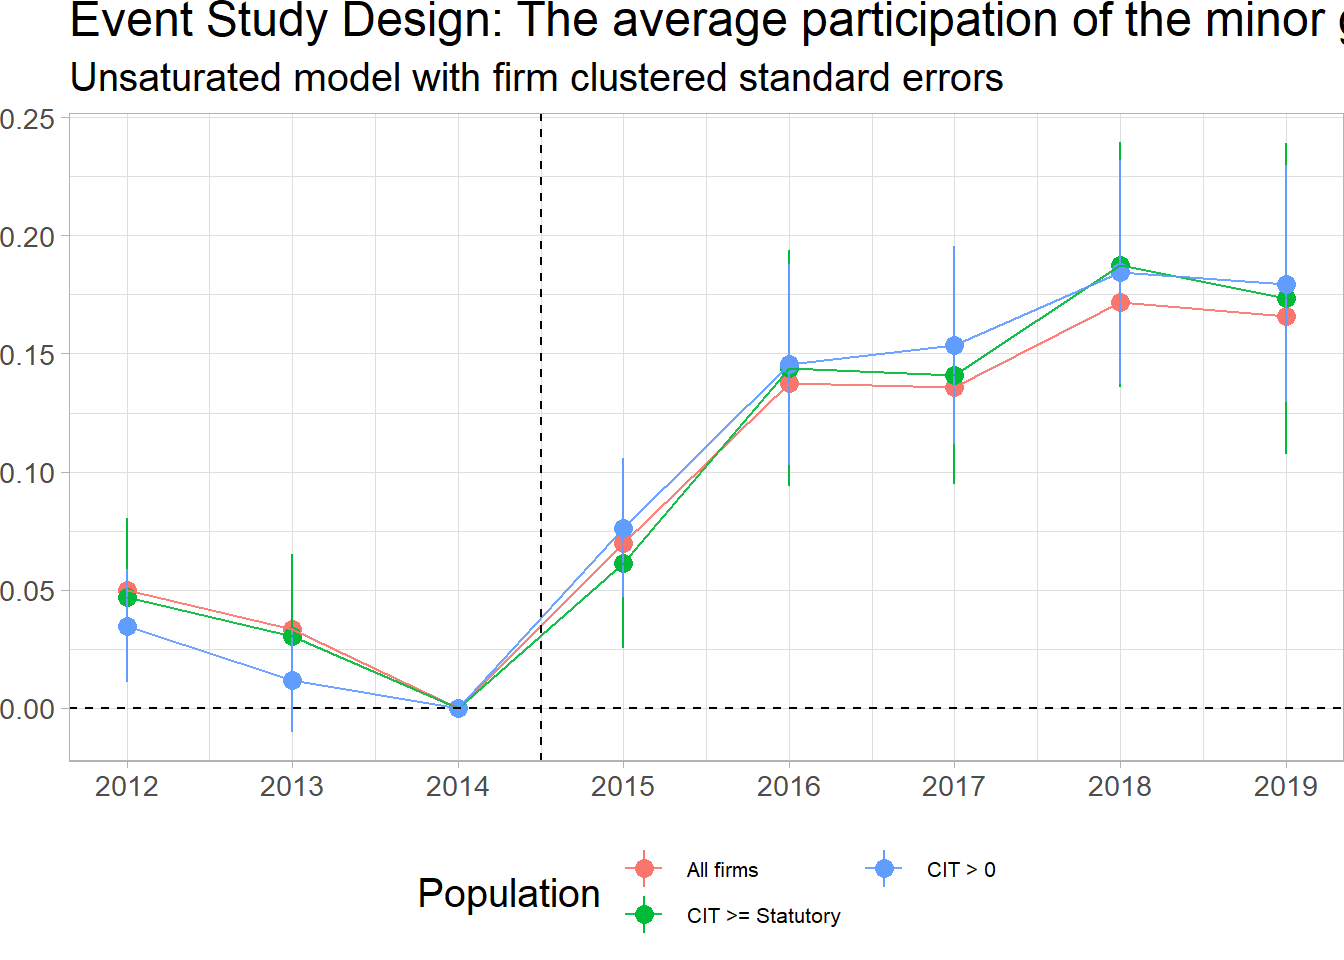 Event Study Design: The average participation of the minor
Unsaturated model with firm clustered standard errors
0.25
0.20
0.15
0.10
0.05
0.00
2012 2013 2014 2015 2016 2017 2018 2019
Population
All firms
CIT >= Statutory
CIT > 0